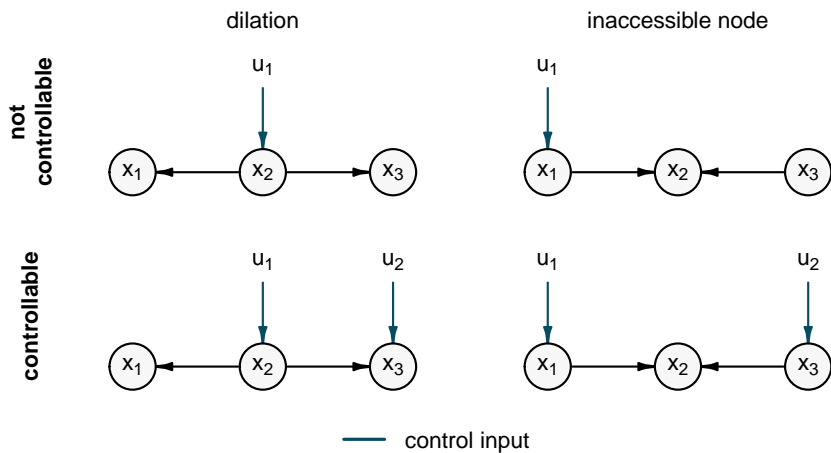 dilation inaccessible node
not controllable
u1 u1
x1 x2 x3 x1 x2 x3
controllable
u1 u2 u1 u2
x1 x2 x3 x1 x2 x3
control input